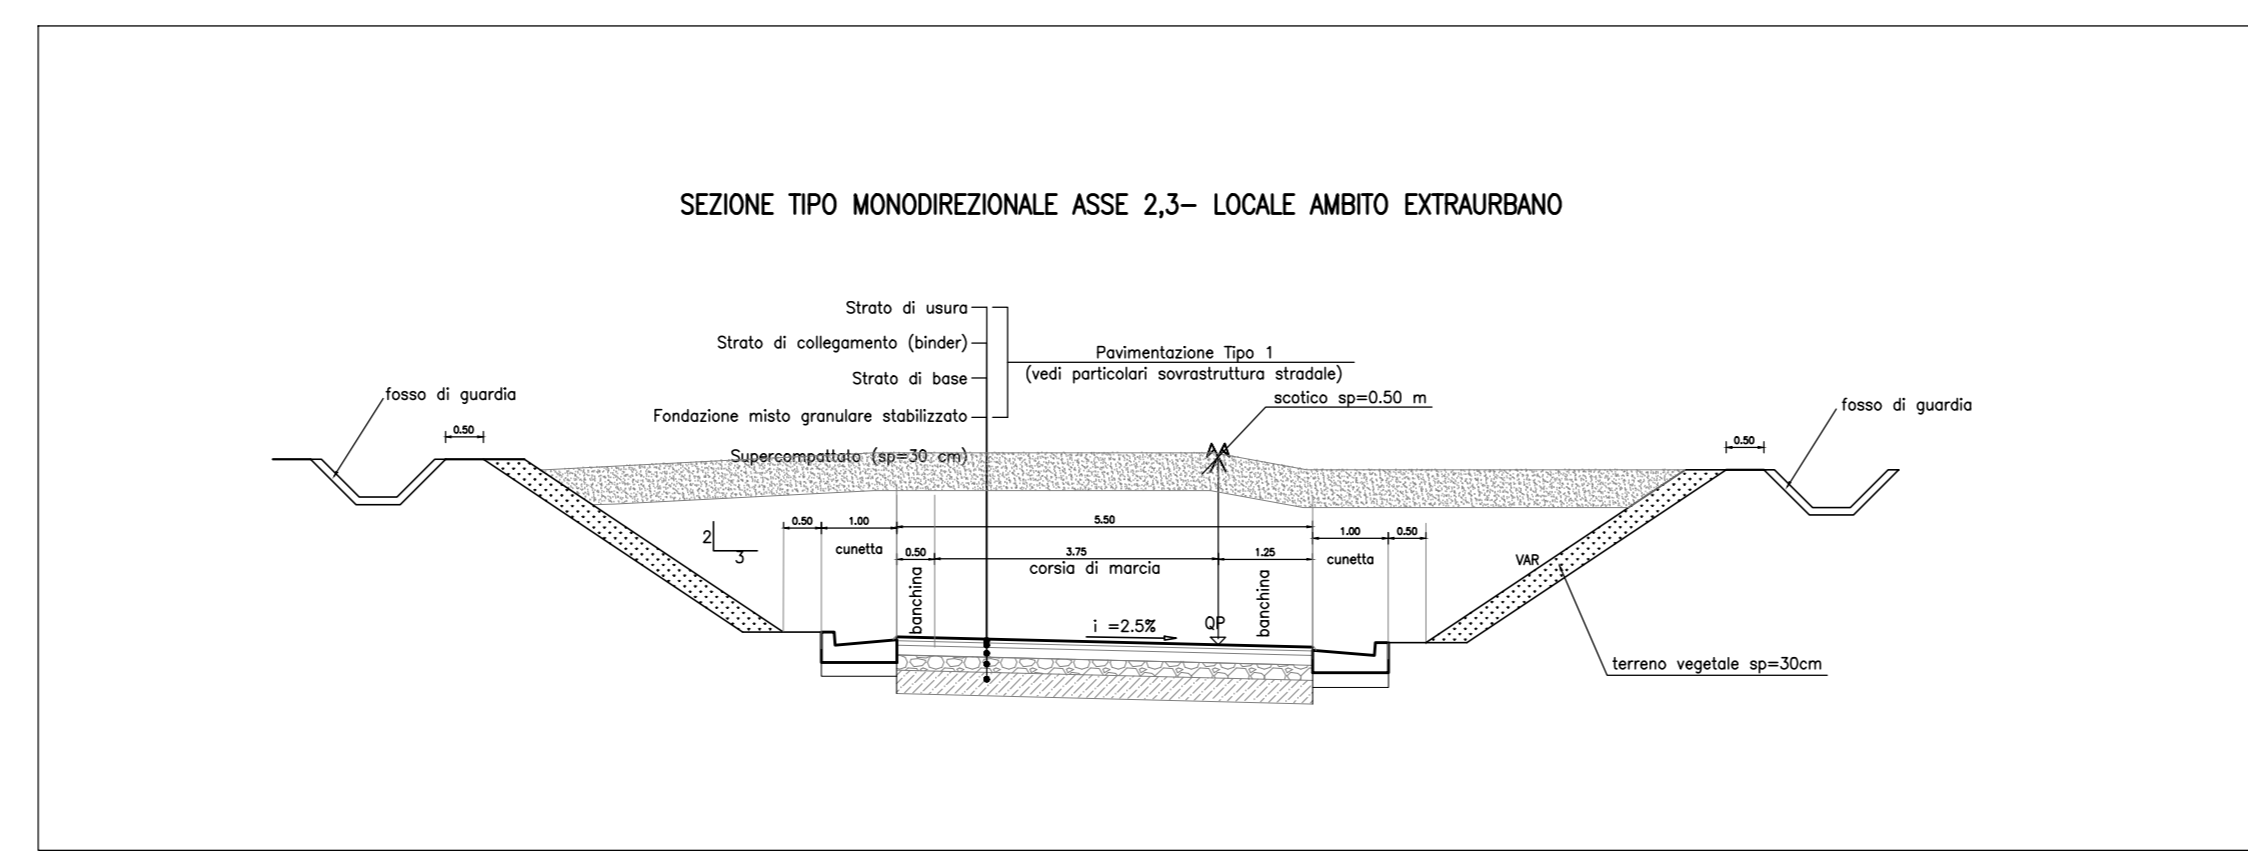 SEZIONE TIPO MONODIREZIONALE ASSE 2,3- LOCALE AMBITO EXTRAURBANO
Strato di usura
Strato di collegamento (binder)
Pavimentazione Tipo 1
(vedi particolari sovrastruttura stradale)
Strato di base
fosso di guardia
scotico sp=0.50 m
fosso di guardia
Fondazione misto granulare stabilizzato
0.50
0.50
Supercompattato (sp=30 cm)
0.50
1.00
5.50
1.00
0.50
2
3
cunetta
0.50
3.75
1.25
cunetta
VAR
corsia di marcia
banchina
banchina
i =2.5%
QP
terreno vegetale sp=30cm